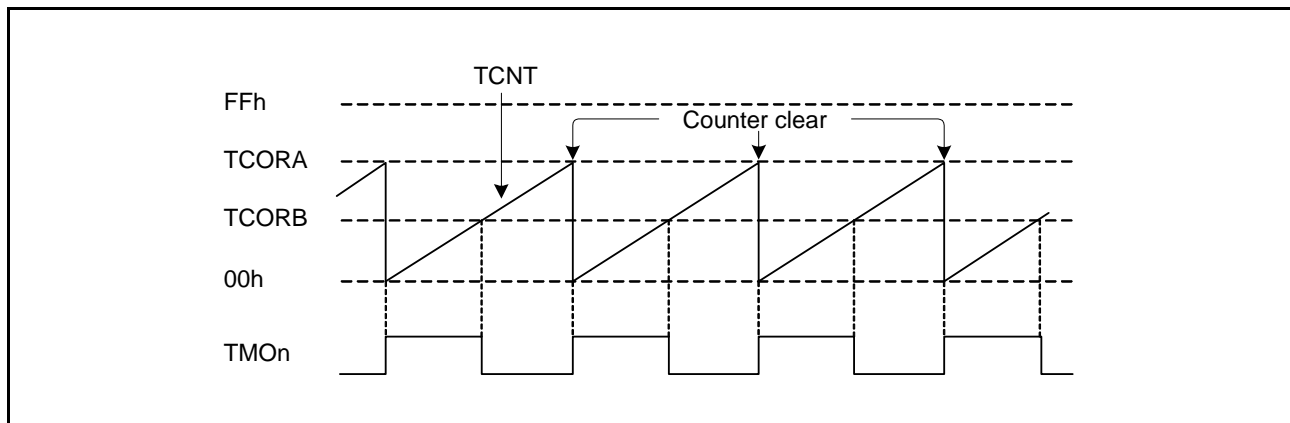 TCNT
FFh
Counter clear
TCORA
TCORB
00h
TMOn